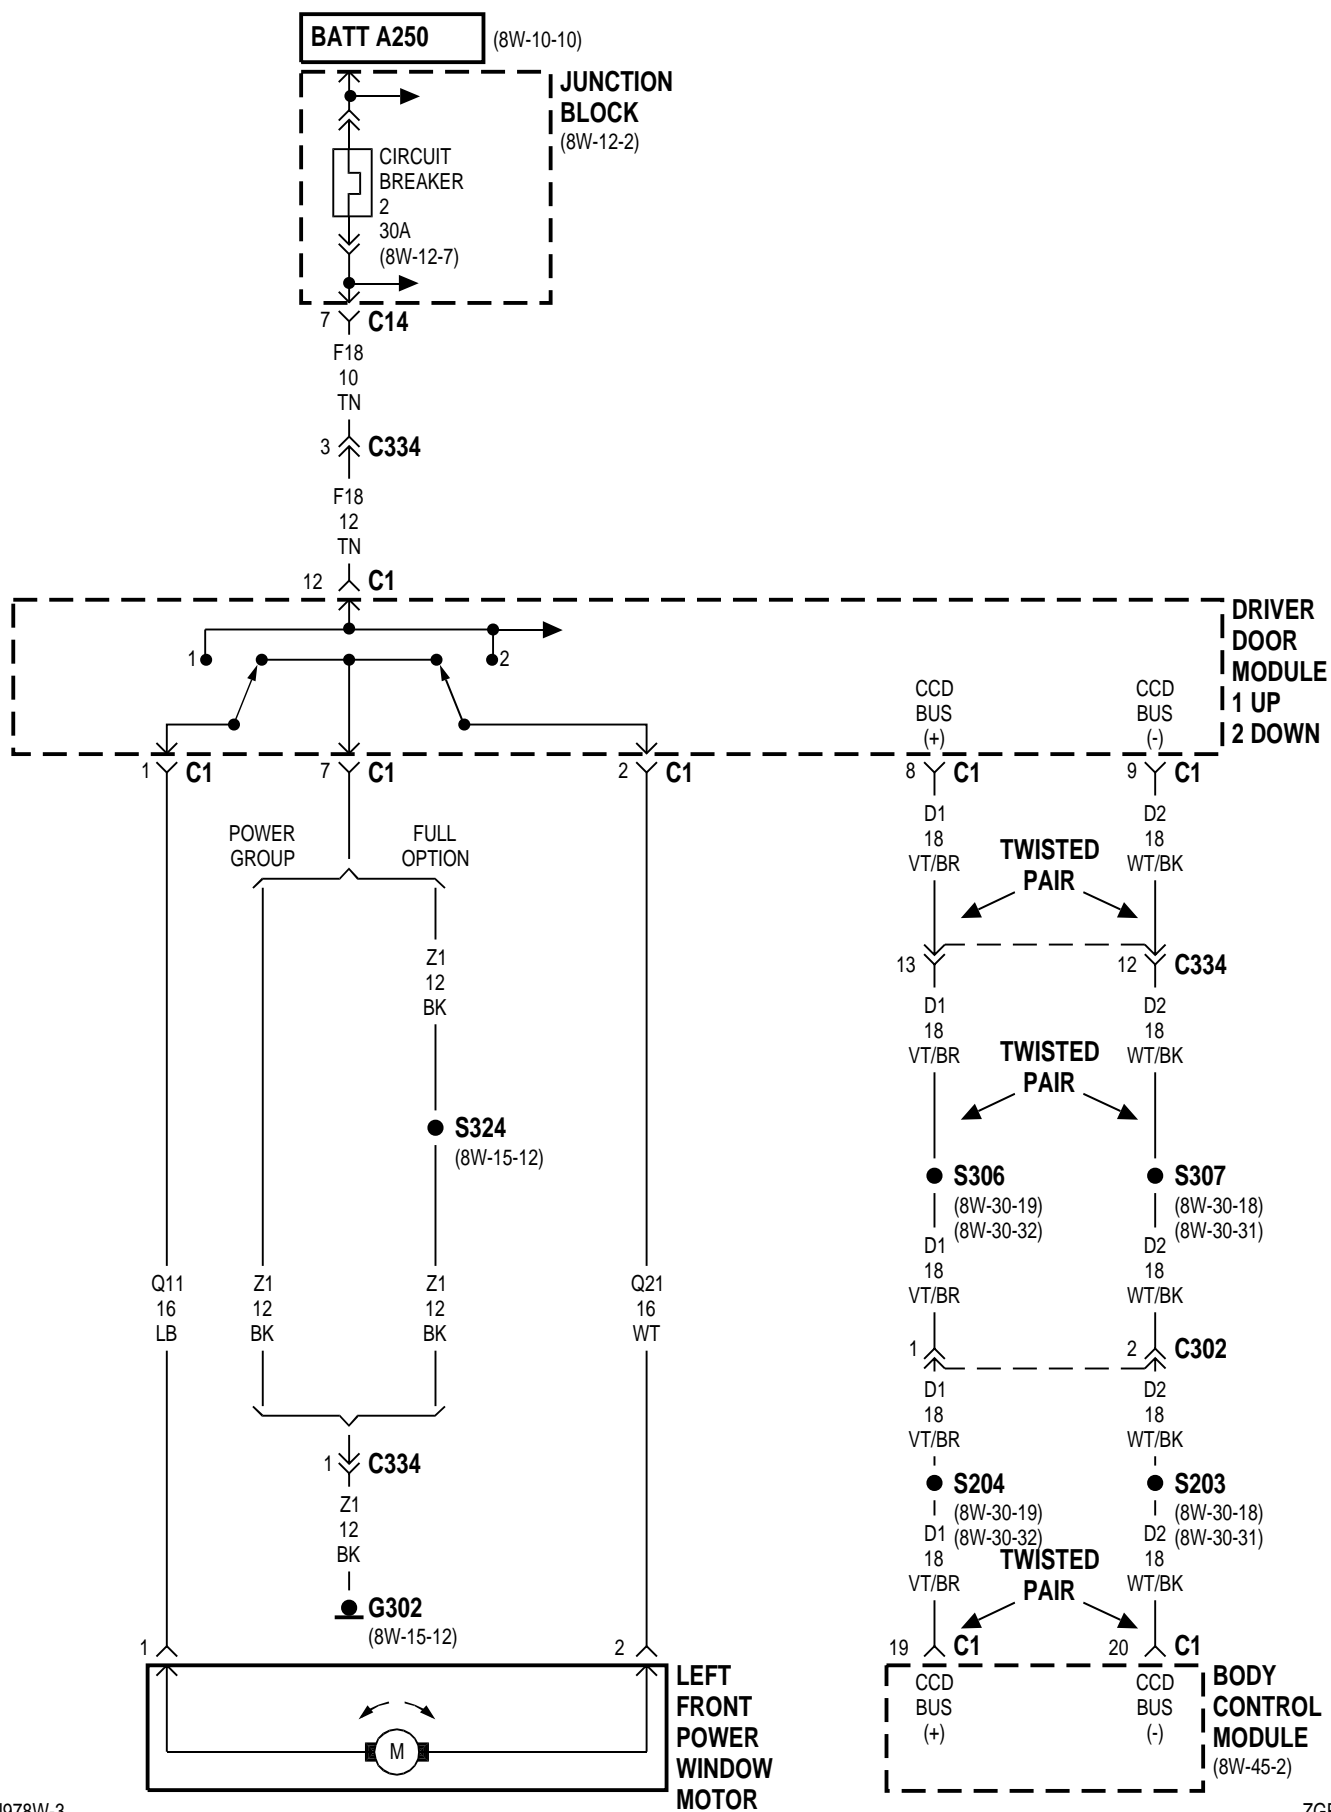 BATT A250 (8W-10-10)
JUNCTION
BLOCK
(8W-12-2)
CIRCUIT
BREAKER
2
30A
(8W-12-7)
7 C14
F18
10
TN
3 C334
F18
12
TN
12 C1
DRIVER
DOOR
MODULE
1 UP
2 DOWN
1 2
CCD
BUS
(+)
CCD
BUS
(-)
1 C1 7 C1 2 C1 8 C1 9 C1
POWER
GROUP
FULL
OPTION
D1
18
VT/BR
D2
18
WT/BK
TWISTED
PAIR
Z1
12
BK
13 12 C334
D1
18
VT/BR
D2
18
WT/BK
TWISTED
PAIR
S324
(8W-15-12)
S306
(8W-30-19)
(8W-30-32)
S307
(8W-30-18)
(8W-30-31)
D1
18
VT/BR
D2
18
WT/BK
Q11
16
LB
Z1
12
BK
Z1
12
BK
Q21
16
WT
1 2 C302
D1
18
VT/BR
D2
18
WT/BK
1 C334
S204
(8W-30-19)
(8W-30-32)
S203
(8W-30-18)
(8W-30-31)
Z1
12
BK
D1
18
VT/BR
D2
18
WT/BK
TWISTED
PAIR
G302
(8W-15-12)
1 2 19 C1 20 C1
LEFT
FRONT
POWER
WINDOW
MOTOR
M
CCD
BUS
(+)
CCD
BUS
(-)
BODY
CONTROL
MODULE
(8W-45-2)